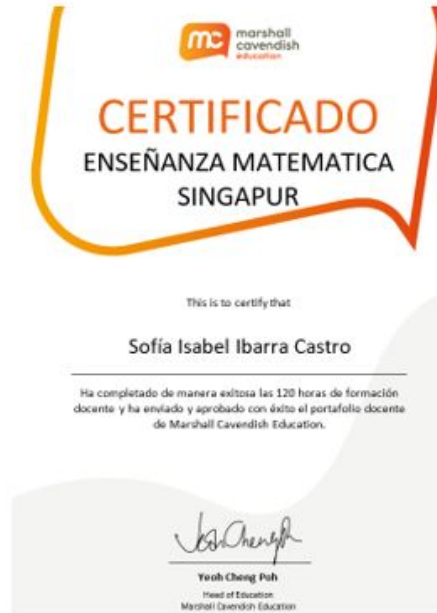 mc marshall
cavendish
education
CERTIFICADO
ENSEÑANZA MATEMATICA
SINGAPUR
This is to certify that
Sofía Isabel Ibarra Castro
Ha completado de manera exitosa las 120 horas de formación
docente y ha enviado y aprobado con éxito el portafolio docente
de Marshall Cavendish Education.
Yeoh Cheng Poh
Head of Education
Marshall Cavendish Education